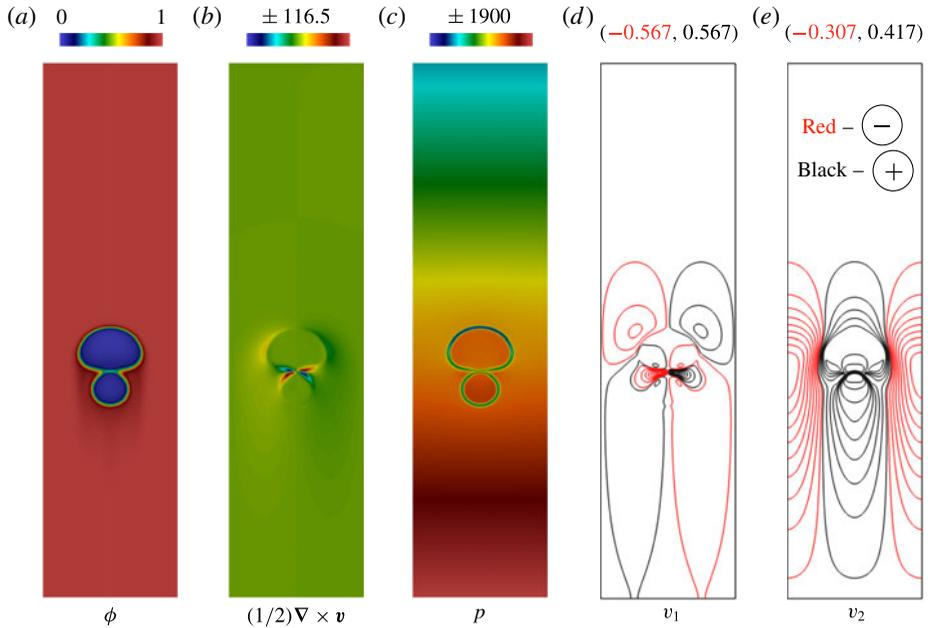 (a) 0 1 (b) ± 116.5 (c) ± 1900 (d) (e)
(−0.567, 0.567) (−0.307, 0.417)
Red – −
Black – +
ϕ (1/2)∇ × v p v₁ v₂